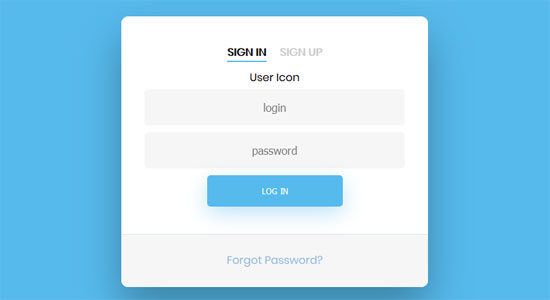 SIGN IN SIGN UP
User Icon
login
password
LOG IN
Forgot Password?